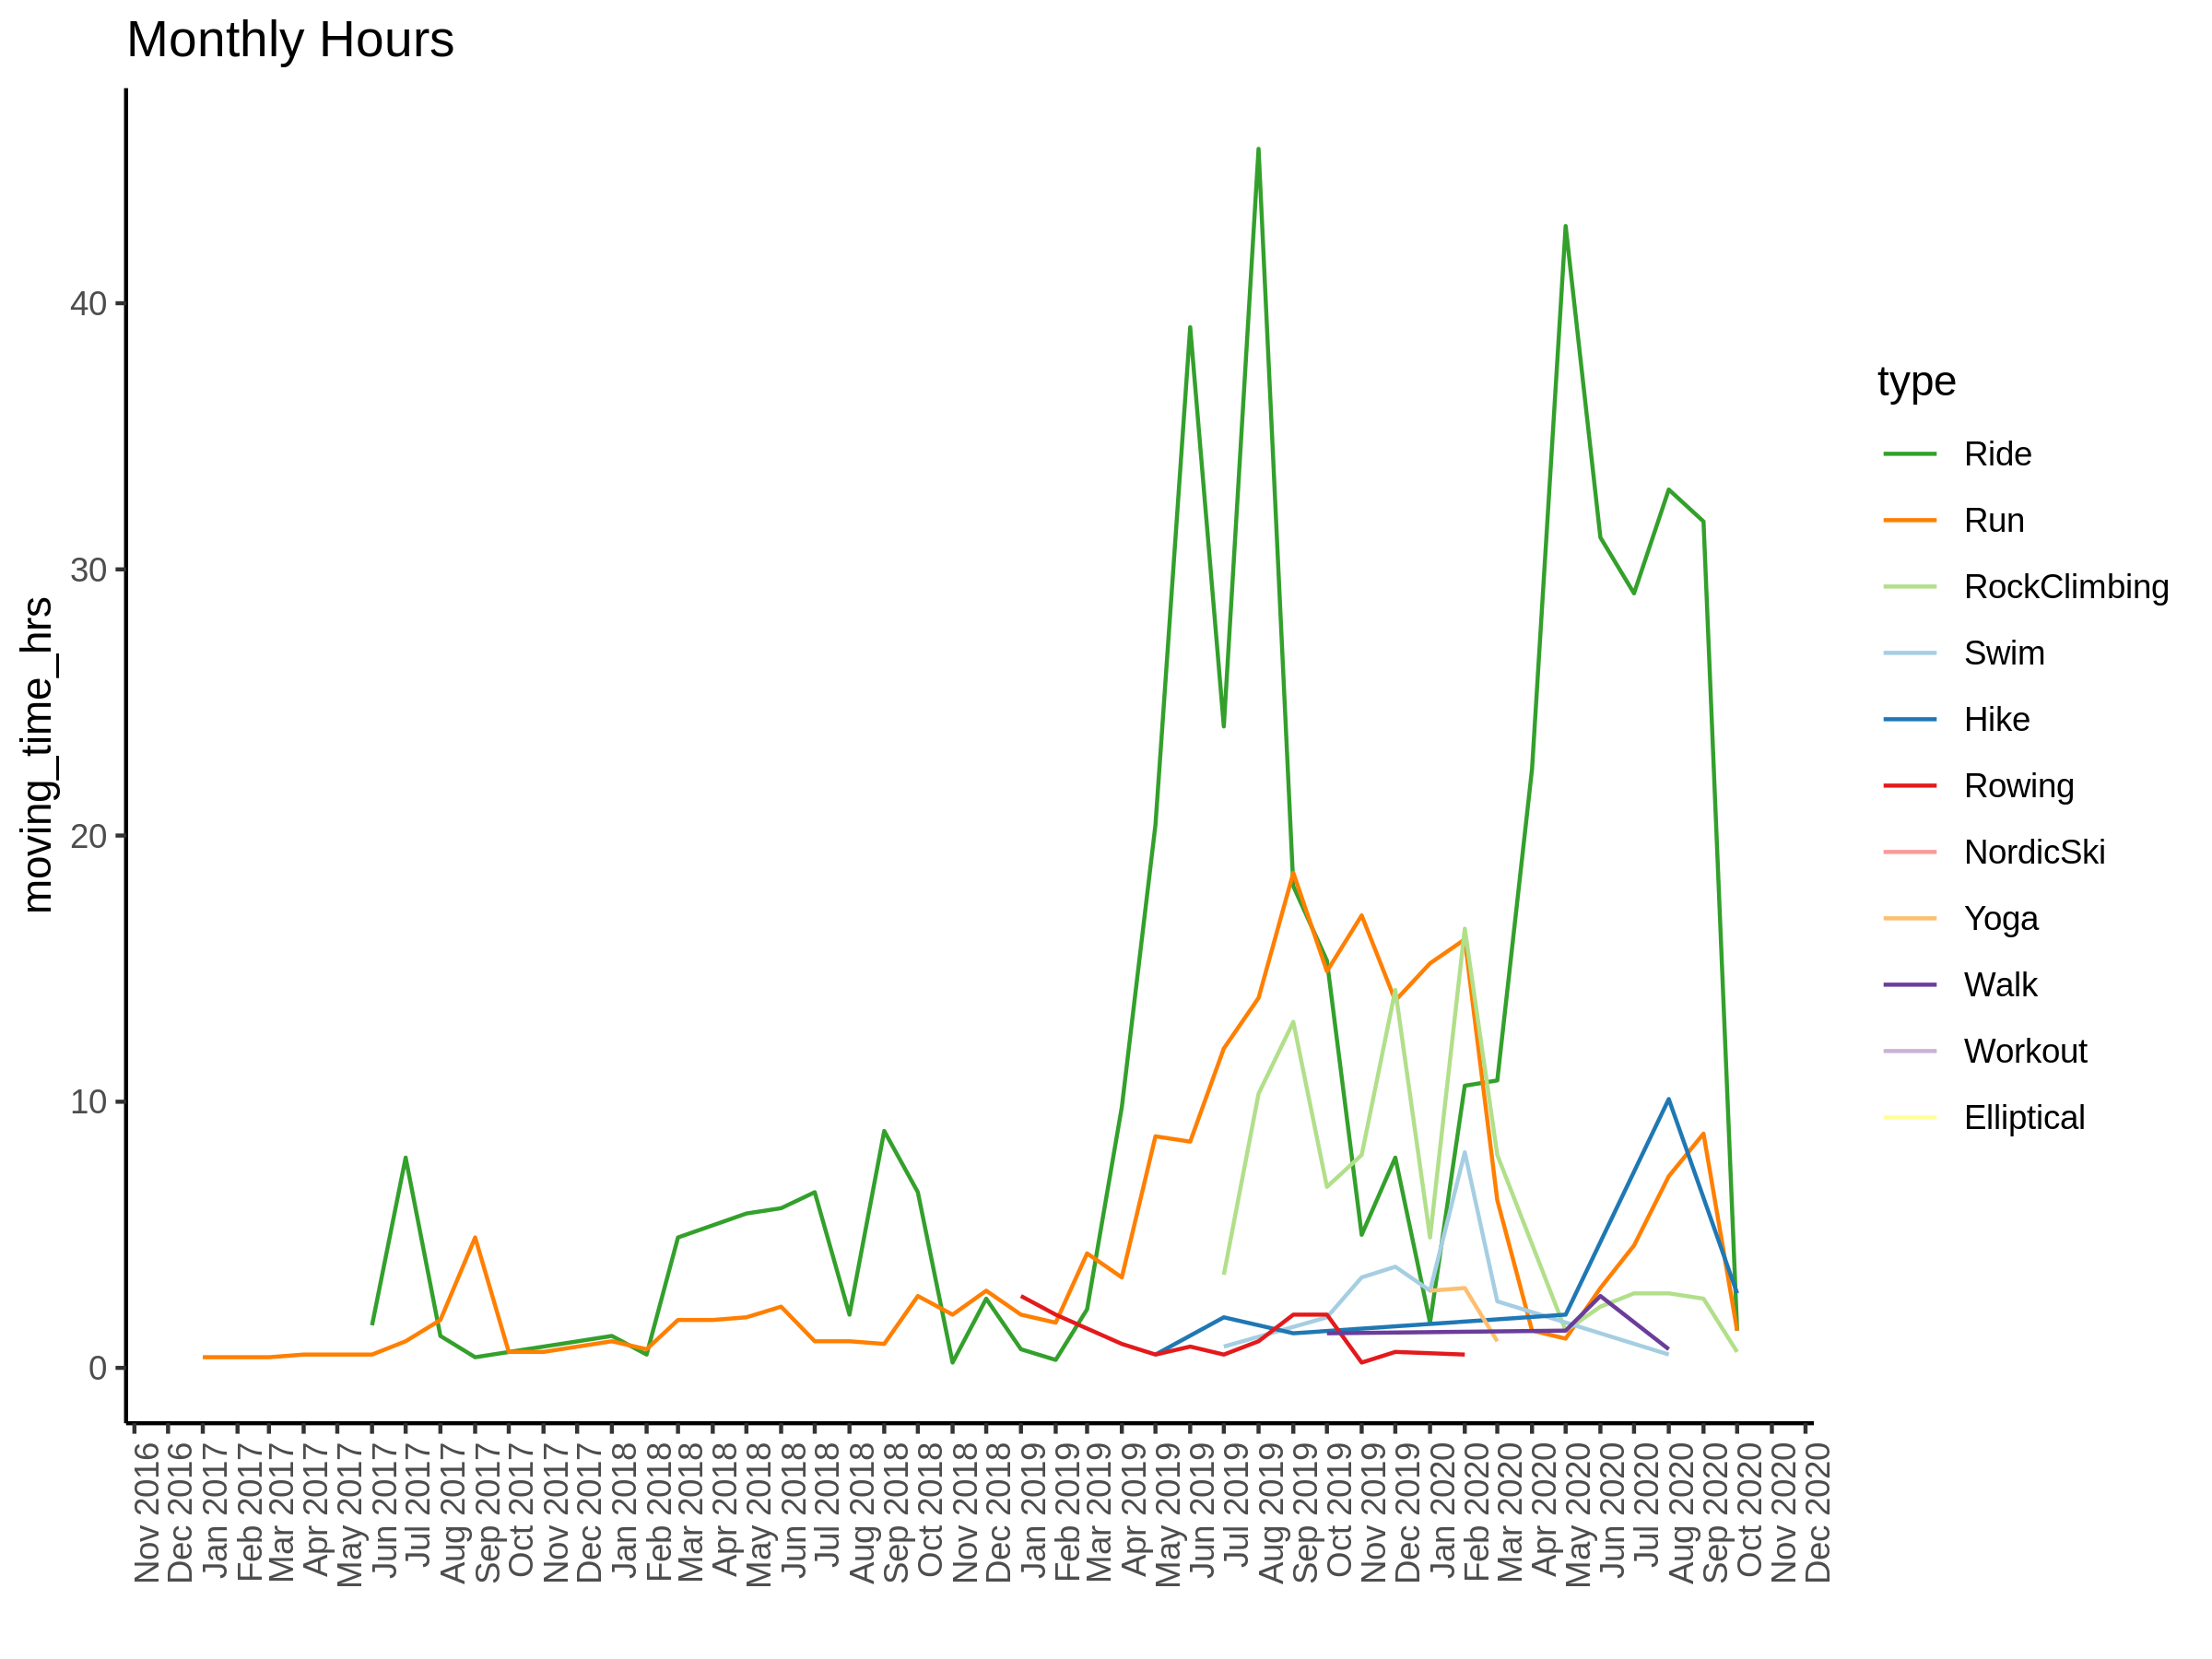 Monthly Hours
moving_time_hrs
40
30
20
10
0
Nov 2016
Dec 2016
Jan 2017
Feb 2017
Mar 2017
Apr 2017
May 2017
Jun 2017
Jul 2017
Aug 2017
Sep 2017
Oct 2017
Nov 2017
Dec 2017
Jan 2018
Feb 2018
Mar 2018
Apr 2018
May 2018
Jun 2018
Jul 2018
Aug 2018
Sep 2018
Oct 2018
Nov 2018
Dec 2018
Jan 2019
Feb 2019
Mar 2019
Apr 2019
May 2019
Jun 2019
Jul 2019
Aug 2019
Sep 2019
Oct 2019
Nov 2019
Dec 2019
Jan 2020
Feb 2020
Mar 2020
Apr 2020
May 2020
Jun 2020
Jul 2020
Aug 2020
Sep 2020
Oct 2020
Nov 2020
Dec 2020
type
Ride
Run
RockClimbing
Swim
Hike
Rowing
NordicSki
Yoga
Walk
Workout
Elliptical